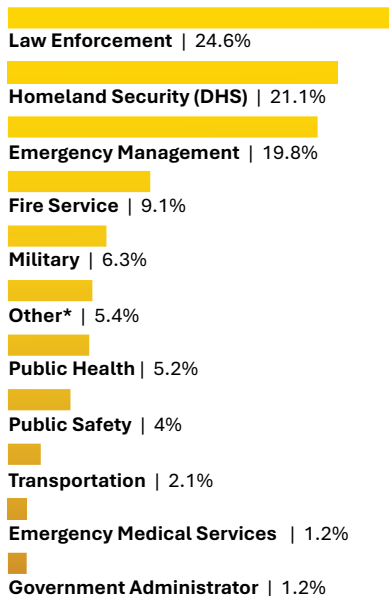 Law Enforcement | 24.6%
Homeland Security (DHS) | 21.1%
Emergency Management | 19.8%
Fire Service | 9.1%
Military | 6.3%
Other* | 5.4%
Public Health | 5.2%
Public Safety | 4%
Transportation | 2.1%
Emergency Medical Services | 1.2%
Government Administrator | 1.2%